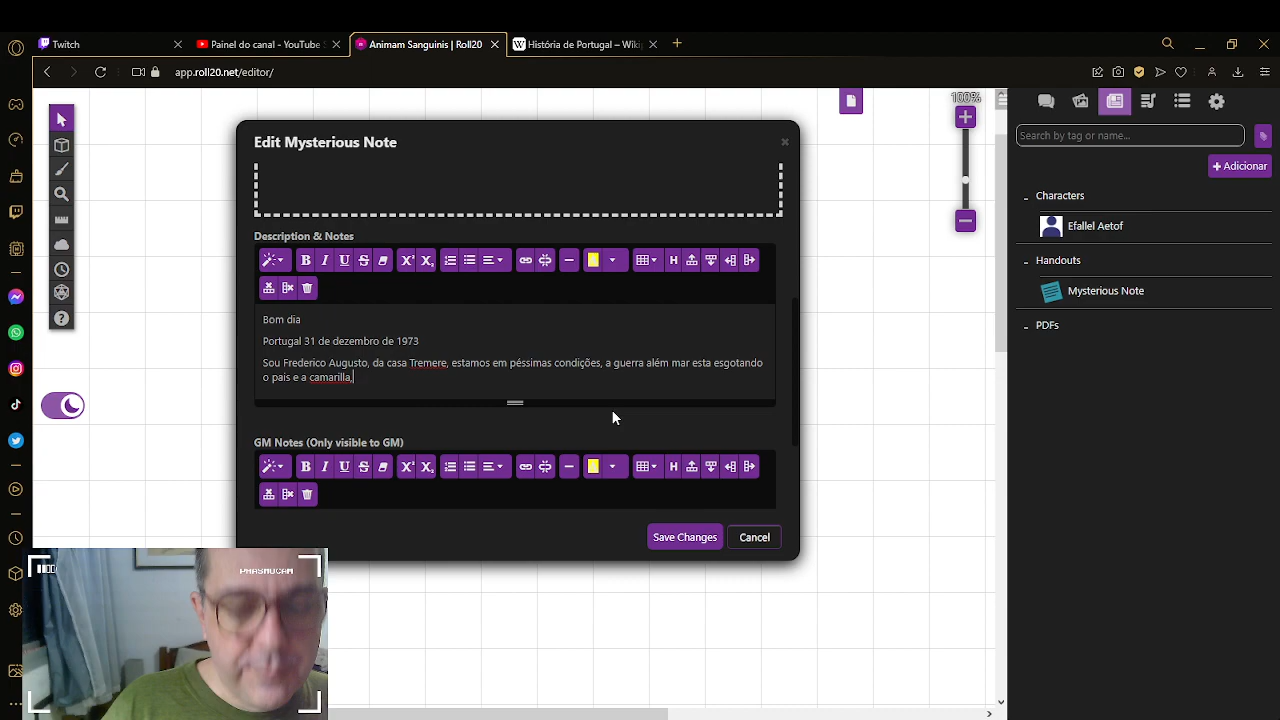 Twitch
Painel do canal - YouTube S
Animam Sanguinis | Roll20
W História de Portugal – Wiki
app.roll20.net/editor/
100%
Search by tag or name...
Edit Mysterious Note
+ Adicionar
Characters
Efallel Aetof
Description & Notes
Handouts
Mysterious Note
PDFs
Bom dia
Portugal 31 de dezembro de 1973
Sou Frederico Augusto, da casa Tremere, estamos em péssimas condições, a guerra além mar esta esgotando
o pais e a camarilla,
GM Notes (Only visible to GM)
Save Changes
Cancel
PHASMOCAM